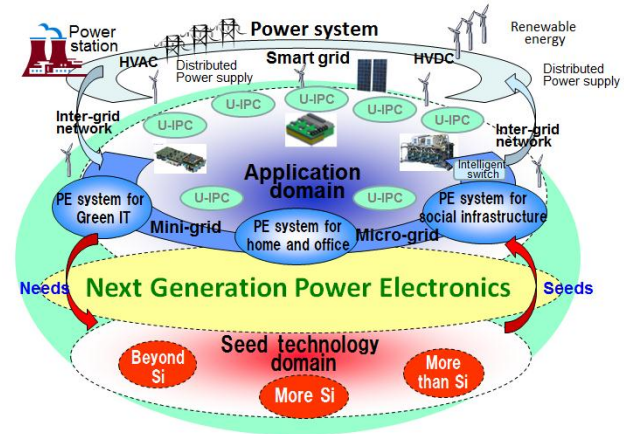 Power
station
Power system
Renewable
energy
HVAC
Distributed
Power supply
Smart grid
HVDC
Distributed
Power supply
Inter-grid
network
U-IPC
U-IPC
U-IPC
U-IPC
U-IPC
U-IPC
U-IPC
Inter-grid
network
Application
domain
Intelligent
switch
U-IPC
U-IPC
PE system for
Green IT
Mini-grid
PE system for
home and office
Micro-grid
PE system for
social infrastructure
Needs
Next Generation Power Electronics
Seeds
Seed technology
domain
Beyond
Si
More Si
More
than Si